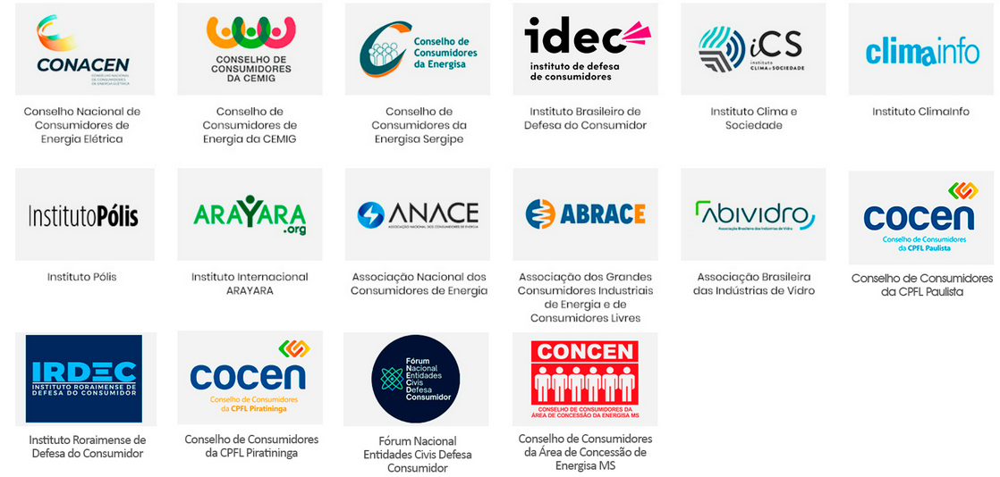 CONACEN
CONSELHO NACIONAL
DE CONSUMIDORES
DE ENERGIA ELÉTRICA
Conselho Nacional de
Consumidores de
Energia Elétrica
CONSELHO DE
CONSUMIDORES
DA CEMIG
Conselho de
Consumidores de
Energia da CEMIG
Conselho de
Consumidores
da Energisa
Conselho de
Consumidores da
Energisa Sergipe
idec
instituto de defesa
de consumidores
Instituto Brasileiro de
Defesa do Consumidor
iCS
instituto
CLIMA e SOCIEDADE
Instituto Clima e
Sociedade
climainfo
Instituto ClimaInfo
InstitutoPólis
Instituto Pólis
ARAYARA
.org
Instituto Internacional
ARAYARA
ANACE
ASSOCIAÇÃO NACIONAL DOS CONSUMIDORES DE ENERGIA
Associação Nacional dos
Consumidores de Energia
ABRACE
Associação dos Grandes
Consumidores Industriais
de Energia e de
Consumidores Livres
Abividro
Associação Brasileira das Indústrias de Vidro
Associação Brasileira
das Indústrias de Vidro
cocen
Conselho de Consumidores
da CPFL Paulista
Conselho de Consumidores
da CPFL Paulista
IRDEC
INSTITUTO RORAIMENSE DE
DEFESA DO CONSUMIDOR
Instituto Roraimense de
Defesa do Consumidor
cocen
Conselho de Consumidores
da CPFL Piratininga
Conselho de Consumidores
da CPFL Piratininga
Fórum
Nacional
Entidades
Civis
Defesa
Consumidor
Fórum Nacional
Entidades Civis Defesa
Consumidor
CONCEN
CONSELHO DE CONSUMIDORES DA
ÁREA DE CONCESSÃO DA ENERGISA MS
Conselho de Consumidores
da Área de Concessão de
Energisa MS